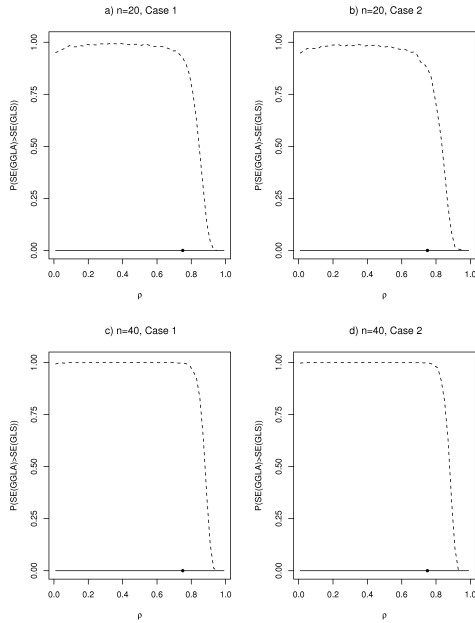 a) n=20, Case 1
P(SE(GGLA)>SE(GLS))
1.00
0.75
0.50
0.25
0.00
0.0 0.2 0.4 0.6 0.8 1.0
ρ
b) n=20, Case 2
P(SE(GGLA)>SE(GLS))
1.00
0.75
0.50
0.25
0.00
0.0 0.2 0.4 0.6 0.8 1.0
ρ
c) n=40, Case 1
P(SE(GGLA)>SE(GLS))
1.00
0.75
0.50
0.25
0.00
0.0 0.2 0.4 0.6 0.8 1.0
ρ
d) n=40, Case 2
P(SE(GGLA)>SE(GLS))
1.00
0.75
0.50
0.25
0.00
0.0 0.2 0.4 0.6 0.8 1.0
ρ